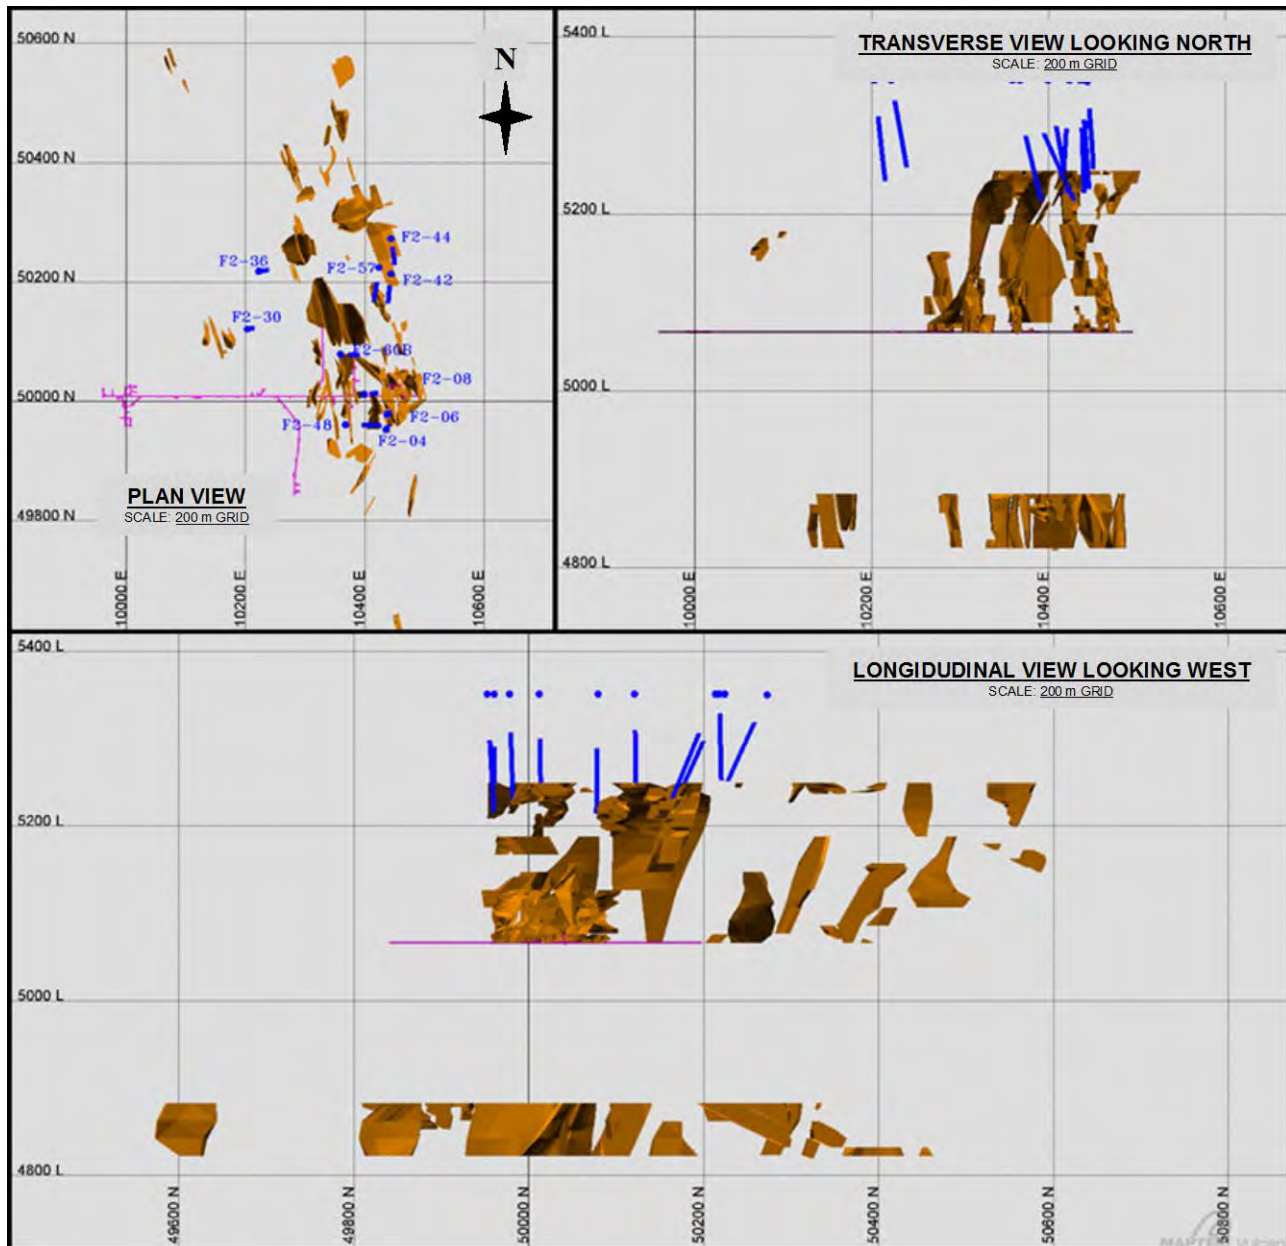 50600 N
50400 N
50200 N
50000 N
49800 N
10000 E
10200 E
10400 E
10600 E
N
F2-44
F2-36
F2-57
F2-42
F2-30
F2-60B
F2-08
F2-06
F2-48
F2-04
PLAN VIEW
SCALE: 200 m GRID
5400 L
5200 L
5000 L
4800 L
10000 E
10200 E
10400 E
10600 E
TRANSVERSE VIEW LOOKING NORTH
SCALE: 200 m GRID
5400 L
5200 L
5000 L
4800 L
49600 N
49800 N
50000 N
50200 N
50400 N
50600 N
50800 N
LONGIDUDINAL VIEW LOOKING WEST
SCALE: 200 m GRID